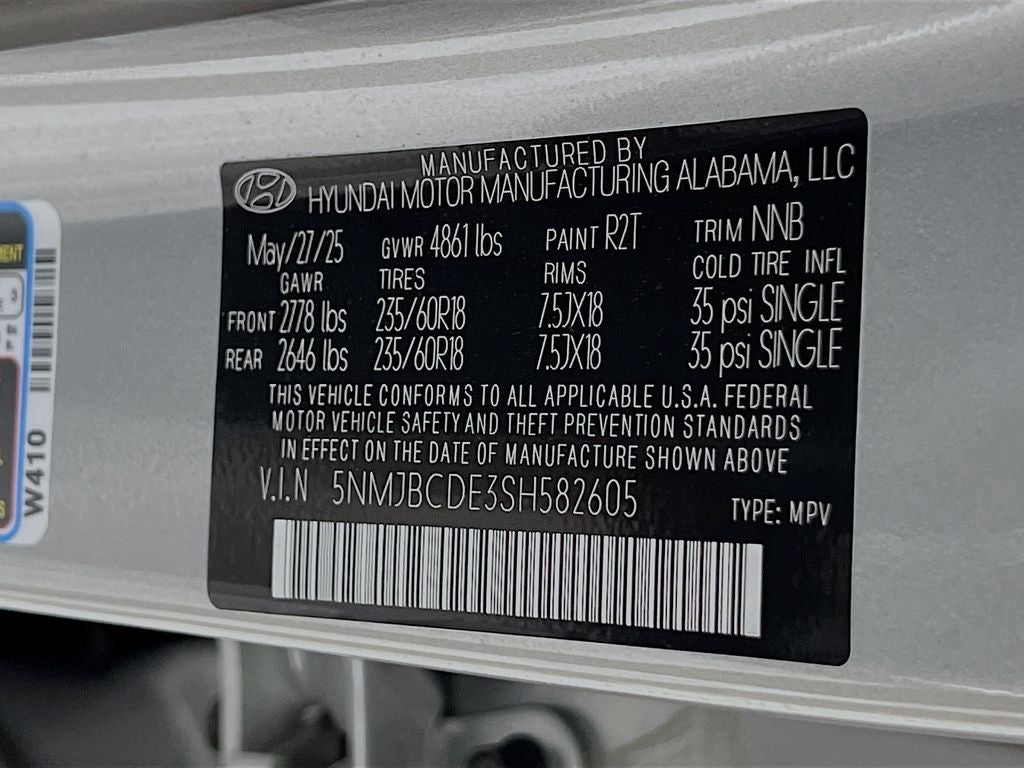 MANUFACTURED BY
HYUNDAI MOTOR MANUFACTURING ALABAMA, LLC
May/27/25 GVWR 4861 lbs PAINT R2T TRIM NNB
GAWR TIRES RIMS COLD TIRE INFL
FRONT 2778 lbs 235/60R18 7.5JX18 35 psi SINGLE
REAR 2646 lbs 235/60R18 7.5JX18 35 psi SINGLE
THIS VEHICLE CONFORMS TO ALL APPLICABLE U.S.A. FEDERAL
MOTOR VEHICLE SAFETY AND THEFT PREVENTION STANDARDS
IN EFFECT ON THE DATE OF MANUFACTURE SHOWN ABOVE
V.I.N 5NMJBCDE3SH582605 TYPE: MPV
W410